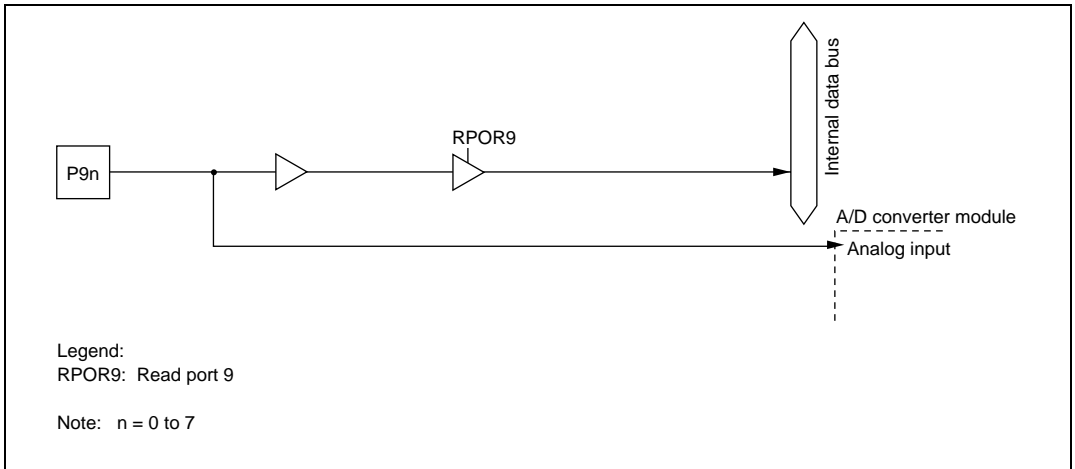 RPOR9
P9n
Internal data bus
A/D converter module
Analog input
Legend:
RPOR9: Read port 9
Note: n = 0 to 7